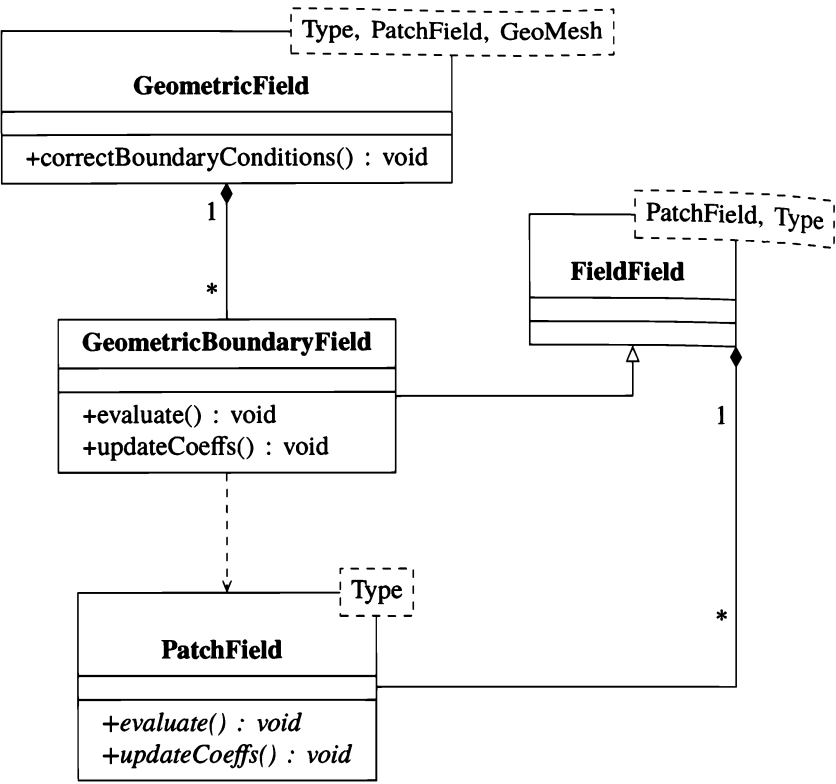 Type, PatchField, GeoMesh
GeometricField
+correctBoundaryConditions() : void
1
*
PatchField, Type
FieldField
GeometricBoundaryField
+evaluate() : void
+updateCoeffs() : void
1
*
Type
PatchField
+evaluate() : void
+updateCoeffs() : void